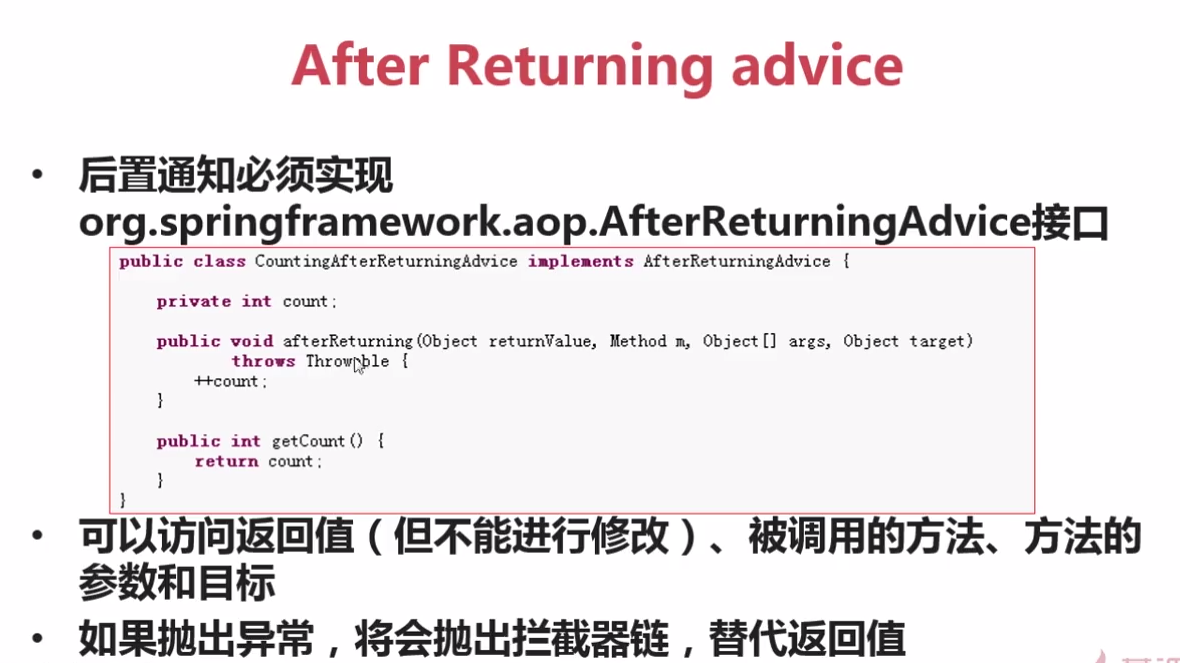 After Returning advice
• 后置通知必须实现
org.springframework.aop.AfterReturningAdvice接口
public class CountingAfterReturningAdvice implements AfterReturningAdvice {
private int count;
public void afterReturning(Object returnValue, Method m, Object[] args, Object target)
throws Throwable {
++count;
}
public int getCount() {
return count;
}
}
• 可以访问返回值（但不能进行修改）、被调用的方法、方法的
参数和目标
• 如果抛出异常，将会抛出拦截器链，替代返回值